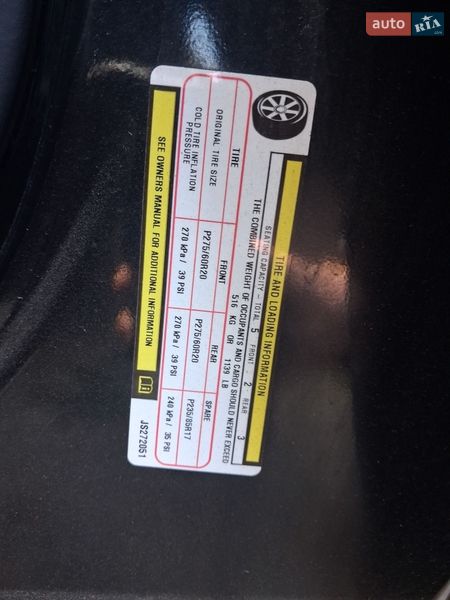 auto RIA
.com
TIRE AND LOADING INFORMATION
SEATING CAPACITY – TOTAL 5 FRONT 2 REAR 3
THE COMBINED WEIGHT OF OCCUPANTS AND CARGO SHOULD NEVER EXCEED
516 KG OR 1139 LB
TIRE FRONT REAR SPARE
ORIGINAL TIRE SIZE P275/60R20 P275/60R20 P235/85R17
COLD TIRE INFLATION
PRESSURE 270 kPa / 39 PSI 270 kPa / 39 PSI 240 kPa / 35 PSI
SEE OWNERS MANUAL FOR ADDITIONAL INFORMATION
JS272051